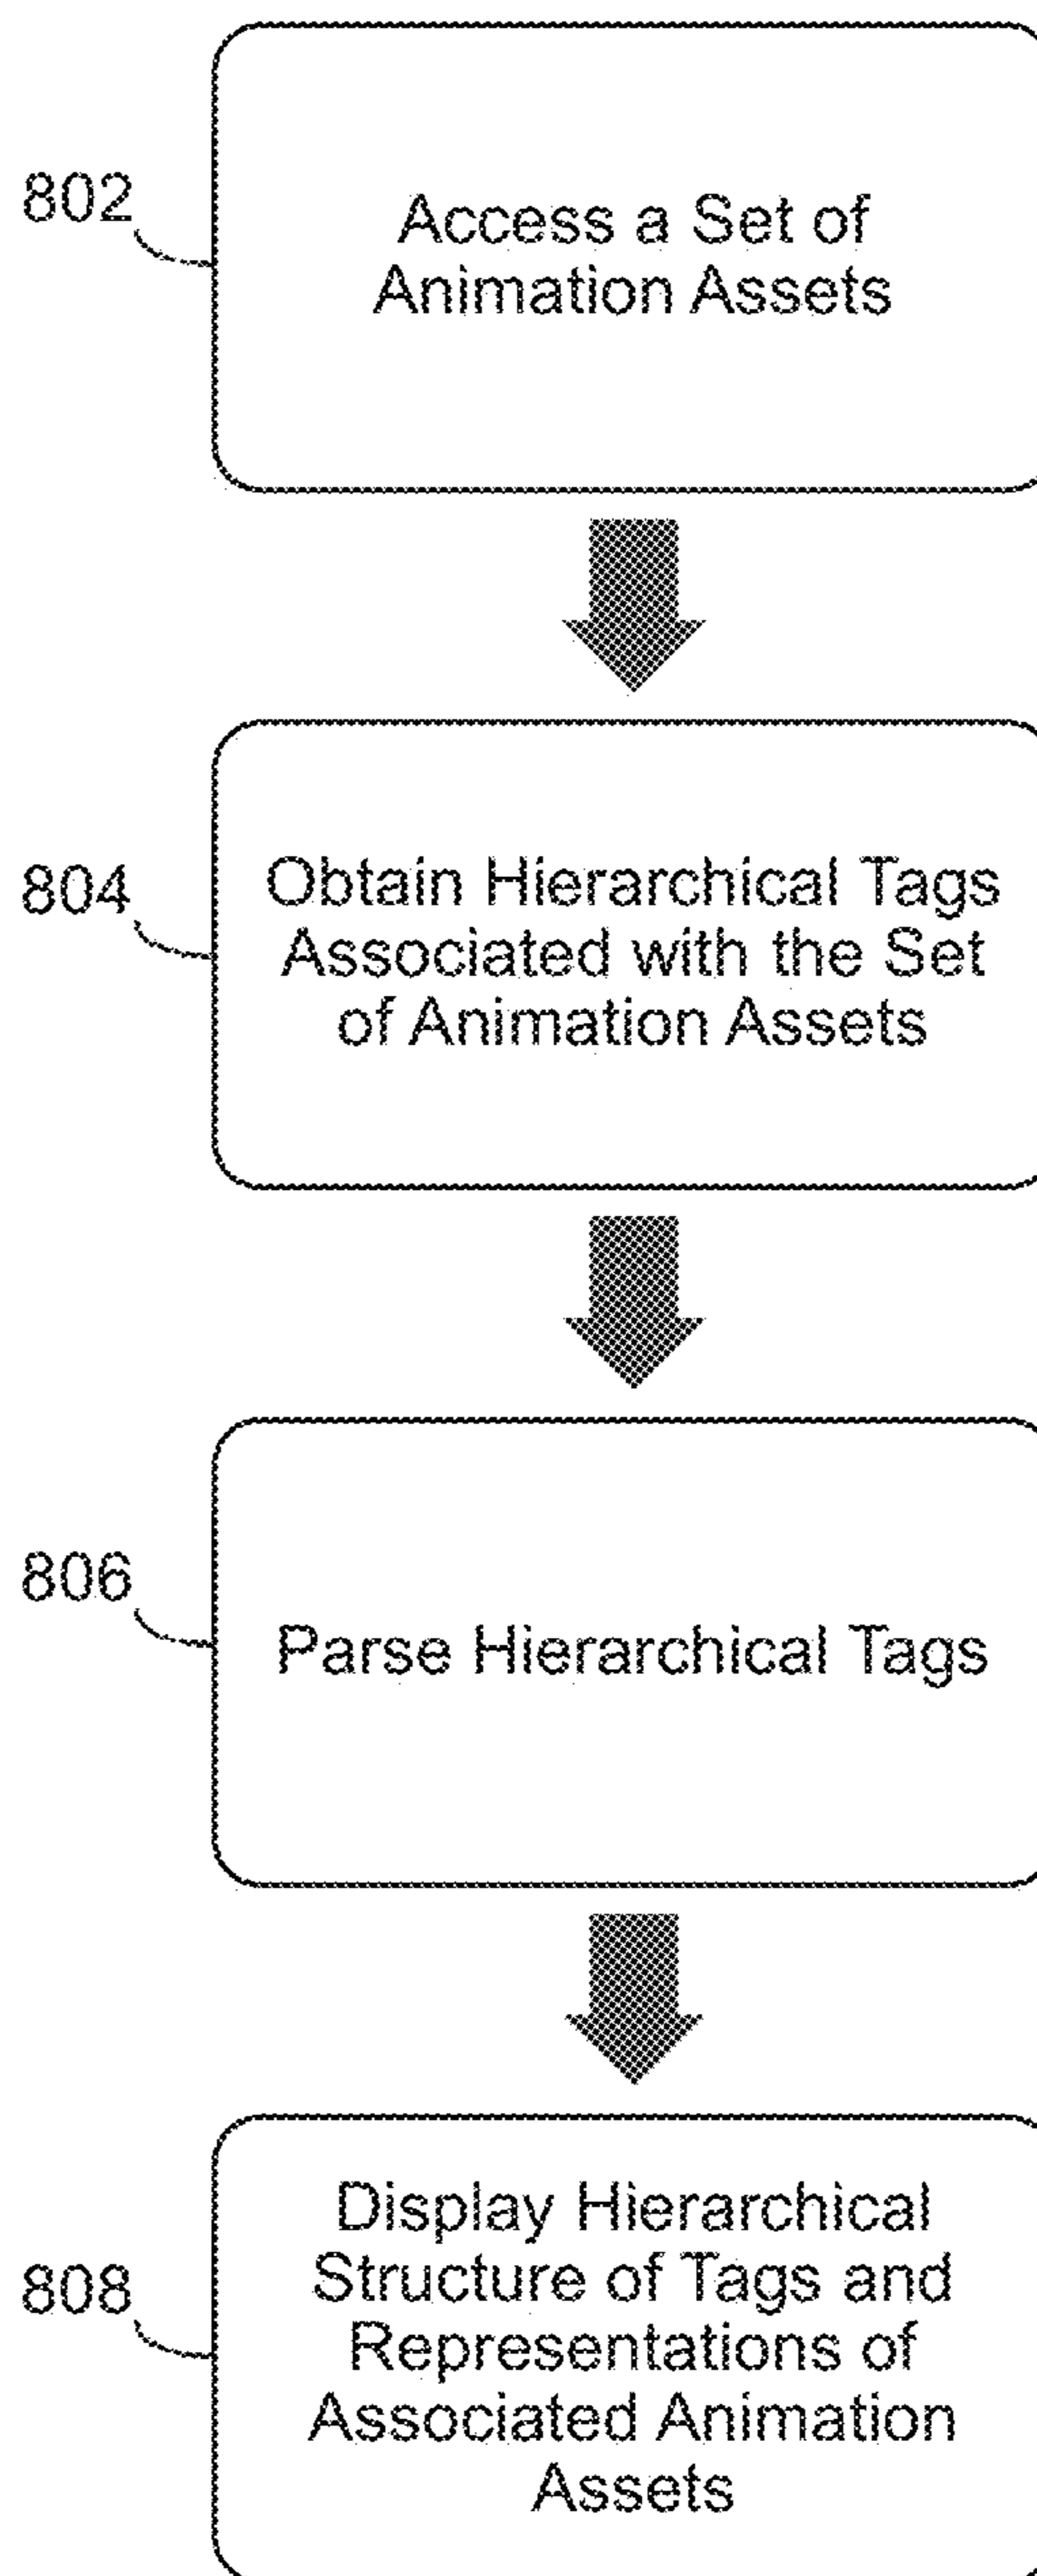 802
Access a Set of
Animation Assets
804
Obtain Hierarchical Tags
Associated with the Set
of Animation Assets
806
Parse Hierarchical Tags
808
Display Hierarchical
Structure of Tags and
Representations of
Associated Animation
Assets